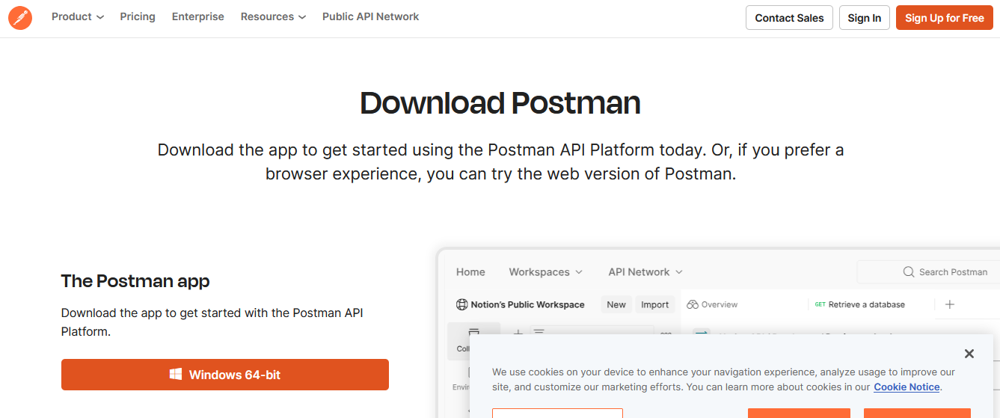 Product Pricing Enterprise Resources Public API Network Contact Sales Sign In Sign Up for Free
Download Postman
Download the app to get started using the Postman API Platform today. Or, if you prefer a
browser experience, you can try the web version of Postman.
The Postman app
Download the app to get started with the Postman API
Platform.
Windows 64-bit
Home Workspaces API Network Search Postman
Notion's Public Workspace New Import Overview GET Retrieve a database
We use cookies on your device to enhance your navigation experience, analyze usage to improve our
site, and customize our marketing efforts. You can learn more about cookies in our Cookie Notice.